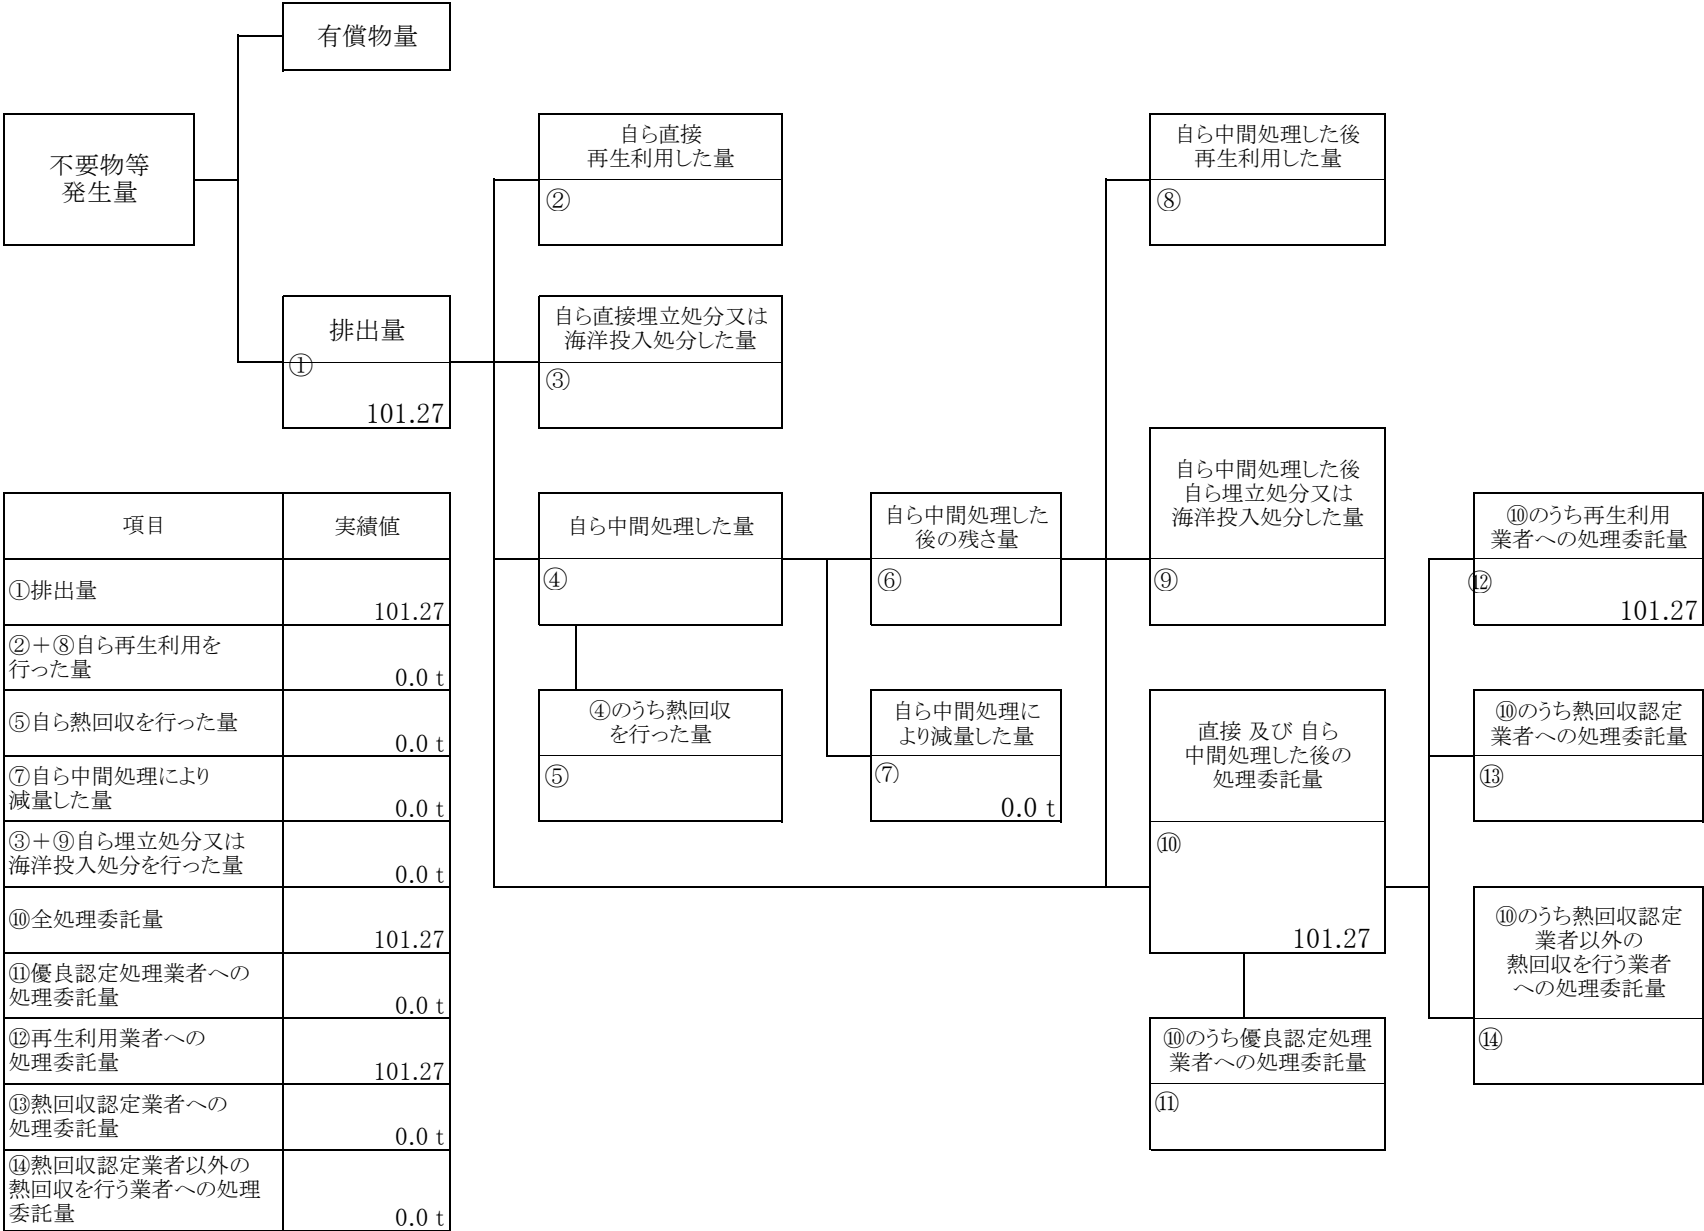 有償物量
不要物等
発生量
排出量
①
101.27
自ら直接
再生利用した量
②
自ら直接埋立処分又は
海洋投入処分した量
③
自ら中間処理した量
④
④のうち熱回収
を行った量
⑤
自ら中間処理した
後の残さ量
⑥
自ら中間処理に
より減量した量
⑦
0.0 t
自ら中間処理した後
再生利用した量
⑧
自ら中間処理した後
自ら埋立処分又は
海洋投入処分した量
⑨
直接 及び 自ら
中間処理した後の
処理委託量
⑩
101.27
⑩のうち優良認定処理
業者への処理委託量
⑪
⑩のうち再生利用
業者への処理委託量
⑫
101.27
⑩のうち熱回収認定
業者への処理委託量
⑬
⑩のうち熱回収認定
業者以外の
熱回収を行う業者
への処理委託量
⑭
項目 実績値
①排出量
101.27
②＋⑧自ら再生利用を
行った量
0.0 t
⑤自ら熱回収を行った量
0.0 t
⑦自ら中間処理により
減量した量
0.0 t
③＋⑨自ら埋立処分又は
海洋投入処分を行った量
0.0 t
⑩全処理委託量
101.27
⑪優良認定処理業者への
処理委託量
0.0 t
⑫再生利用業者への
処理委託量
101.27
⑬熱回収認定業者への
処理委託量
0.0 t
⑭熱回収認定業者以外の
熱回収を行う業者への処理
委託量
0.0 t